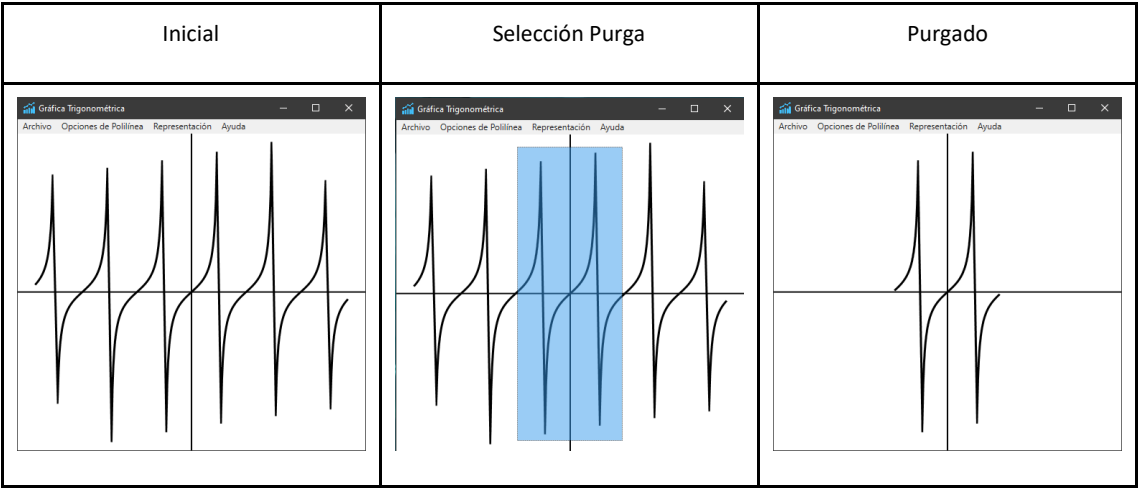 Inicial
Selección Purga
Purgado
Gráfica Trigonométrica
Archivo Opciones de Polilínea Representación Ayuda
Gráfica Trigonométrica
Archivo Opciones de Polilínea Representación Ayuda
Gráfica Trigonométrica
Archivo Opciones de Polilínea Representación Ayuda